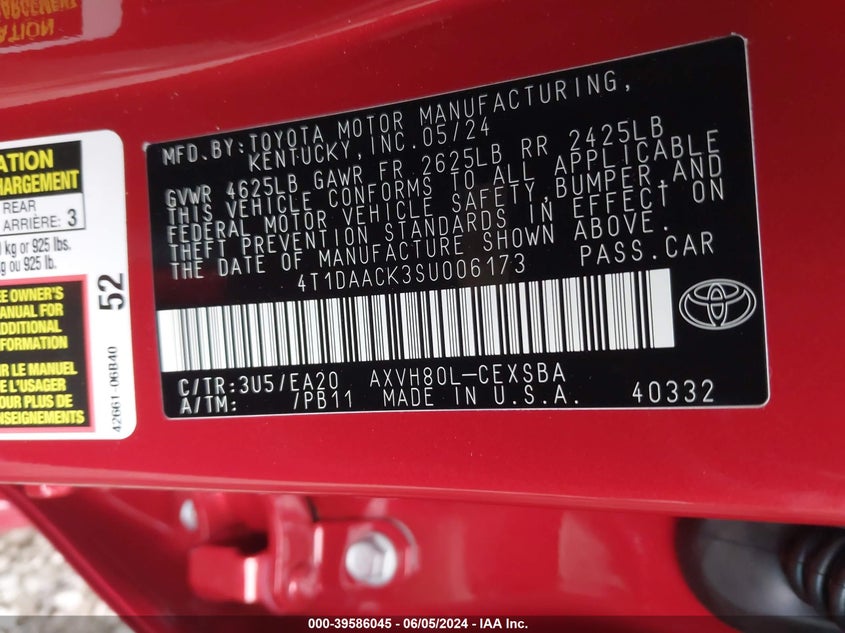 ATION
CHARGEMENT
REAR
ARRIÈRE: 3
kg or 925 lbs.
g ou 925 lb.
52
EE OWNER'S
MANUAL FOR
ADDITIONAL
NFORMATION
LE MANUEL
L'USAGER
POUR PLUS DE
42661-06B40
MFD.BY:TOYOTA MOTOR MANUFACTURING,
KENTUCKY,INC.05/24
GVWR 4625LB GAWR FR 2625LB RR 2425LB
THIS VEHICLE CONFORMS TO ALL APPLICABLE
FEDERAL MOTOR VEHICLE SAFETY,BUMPER,AND
THEFT PREVENTION STANDARDS IN EFFECT ON
THE DATE OF MANUFACTURE SHOWN ABOVE.
4T1DAACK3SU006173 PASS.CAR
C/TR:3U5/EA20 AXVH80L-CEXSBA
A/TM: /PB11 MADE IN U.S.A. 40332
000-39586045 - 06/05/2024 - IAA Inc.